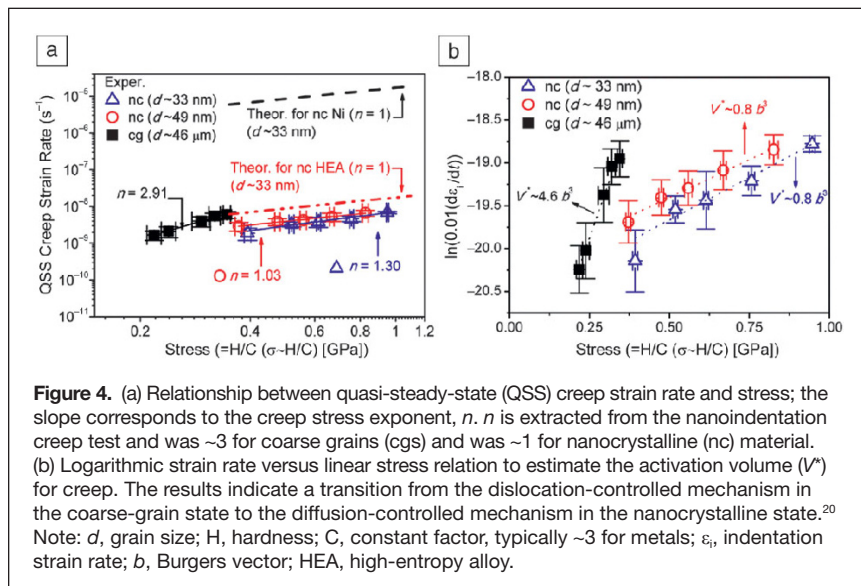 a
QSS Creep Strain Rate (s⁻¹)
10⁻⁵
10⁻⁶
10⁻⁷
10⁻⁸
10⁻⁹
10⁻¹⁰
10⁻¹¹
Exper.
nc (d~33 nm)
nc (d~49 nm)
cg (d~46 μm)
Theor. for nc Ni (n = 1)
(d~33 nm)
Theor. for nc HEA (n = 1)
(d~33 nm)
n = 2.91
n = 1.03
n = 1.30
0.2 0.4 0.6 0.8 1 1.2
Stress (=H/C (σ~H/C) [GPa]
b
ln(0.01(dεᵢ/dt))
−18.0
−18.5
−19.0
−19.5
−20.0
−20.5
nc (d~33 nm)
nc (d~49 nm)
cg (d~46 μm)
V*~0.8 b³
V*~4.6 b³
V*~0.8 b³
0.00 0.25 0.50 0.75 1.00
Stress (=H/C (σ~H/C) [GPa]
Figure 4. (a) Relationship between quasi-steady-state (QSS) creep strain rate and stress; the
slope corresponds to the creep stress exponent, n. n is extracted from the nanoindentation
creep test and was ~3 for coarse grains (cgs) and was ~1 for nanocrystalline (nc) material.
(b) Logarithmic strain rate versus linear stress relation to estimate the activation volume (V*)
for creep. The results indicate a transition from the dislocation-controlled mechanism in
the coarse-grain state to the diffusion-controlled mechanism in the nanocrystalline state.²⁰
Note: d, grain size; H, hardness; C, constant factor, typically ~3 for metals; εᵢ, indentation
strain rate; b, Burgers vector; HEA, high-entropy alloy.